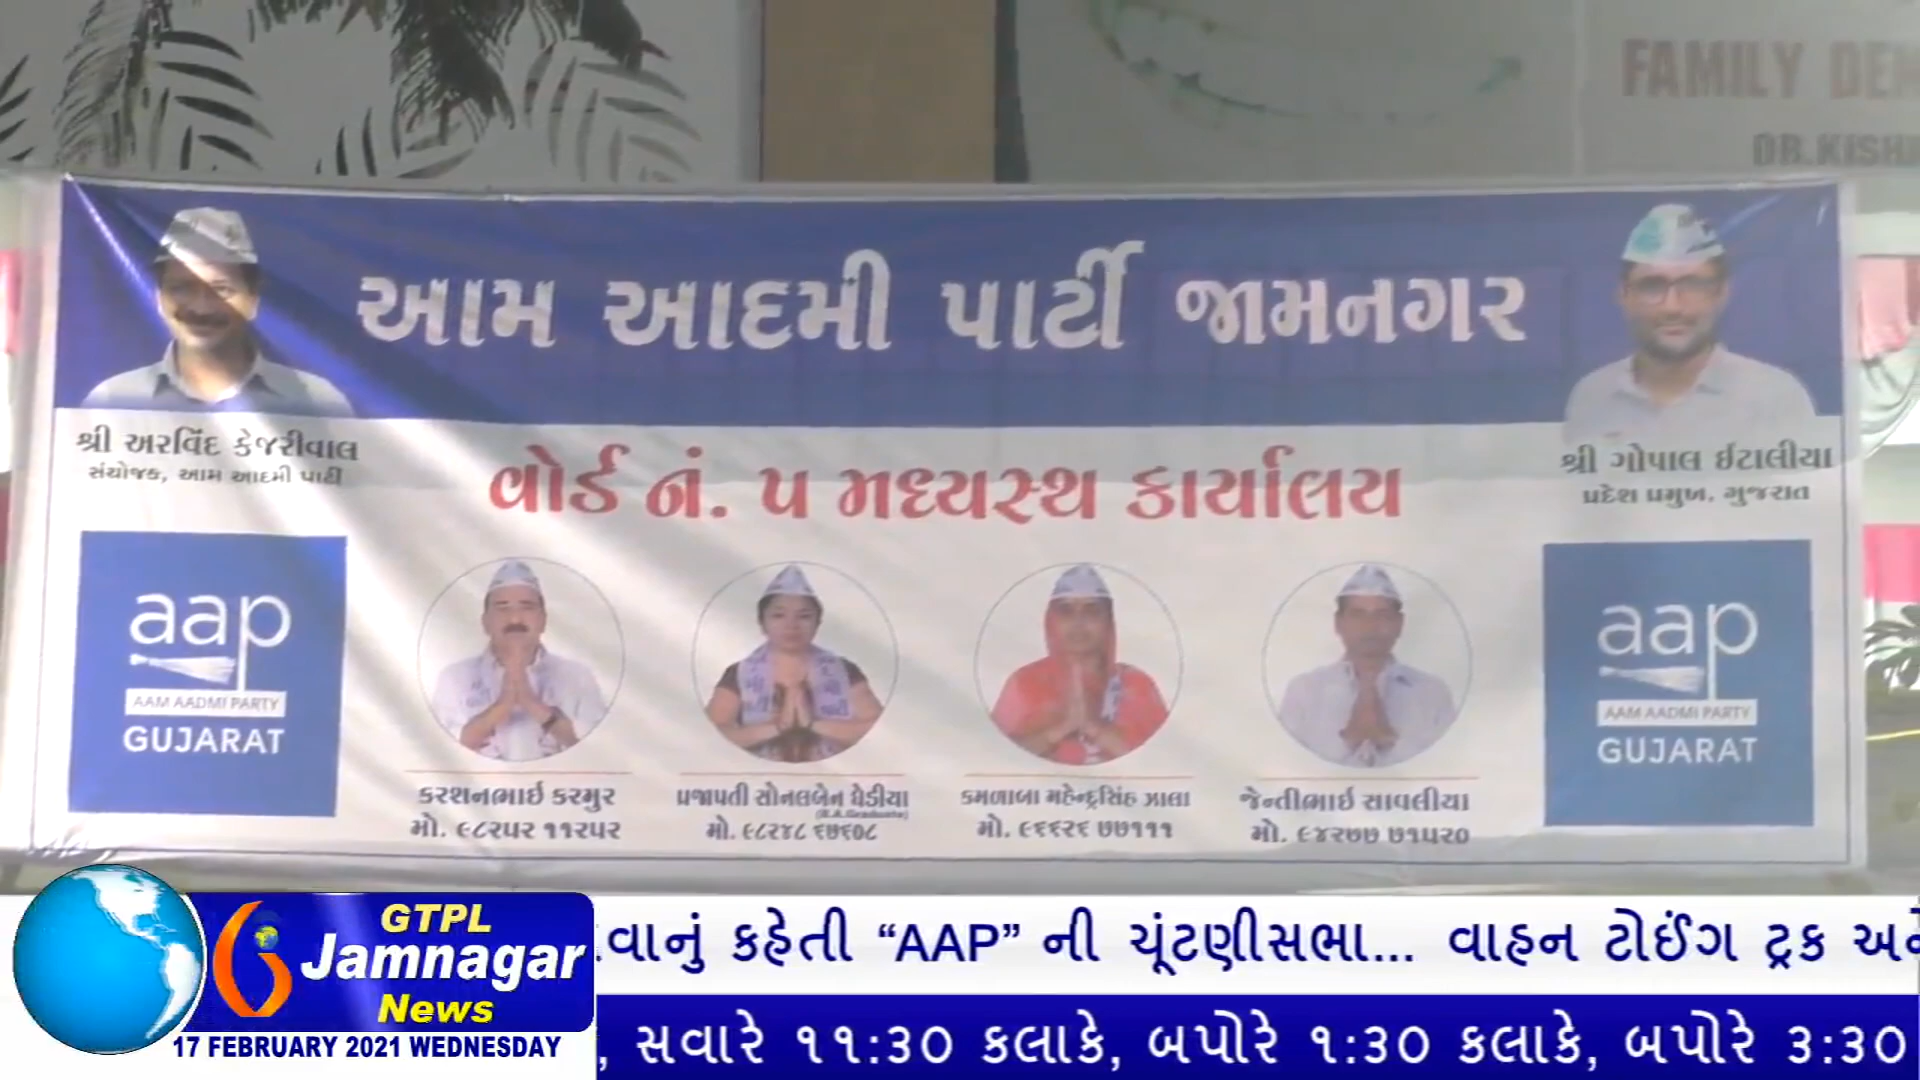 FAMILY DEN
DR.KISH
આમ આદમી પાર્ટી જામનગર
શ્રી અરવિંદ કેજરીવાલ
સંયોજક, આમ આદમી પાર્ટી
શ્રી ગોપાલ ઈટાલીયા
પ્રદેશ પ્રમુખ, ગુજરાત
વોર્ડ નં. ૫ મધ્યસ્થ કાર્યાલય
aap
AAM AADMI PARTY
GUJARAT
કરશનભાઈ કરમુર
મો. ૯૮૨૫૨ ૧૧૨૫૨
પ્રજાપતી સોનલબેન ઘેડીયા
(B.A.Graduate)
મો. ૯૮૨૪૮ ૬૭૬૦૮
કમળાબા મહેન્દ્રસિંહ ઝાલા
મો. ૯૬૬૨૬ ૭૭૧૧૧
જેન્તીભાઈ સાવલીયા
મો. ૯૪૨૭૭ ૭૧૫૨૦
aap
AAM AADMI PARTY
GUJARAT
GTPL
Jamnagar
News
17 FEBRUARY 2021 WEDNESDAY
વાનું કહેતી “AAP” ની ચૂંટણીસભા... વાહન ટોઈંગ ટ્રક અને
, સવારે ૧૧:૩૦ કલાકે, બપોરે ૧:૩૦ કલાકે, બપોરે ૩:૩૦